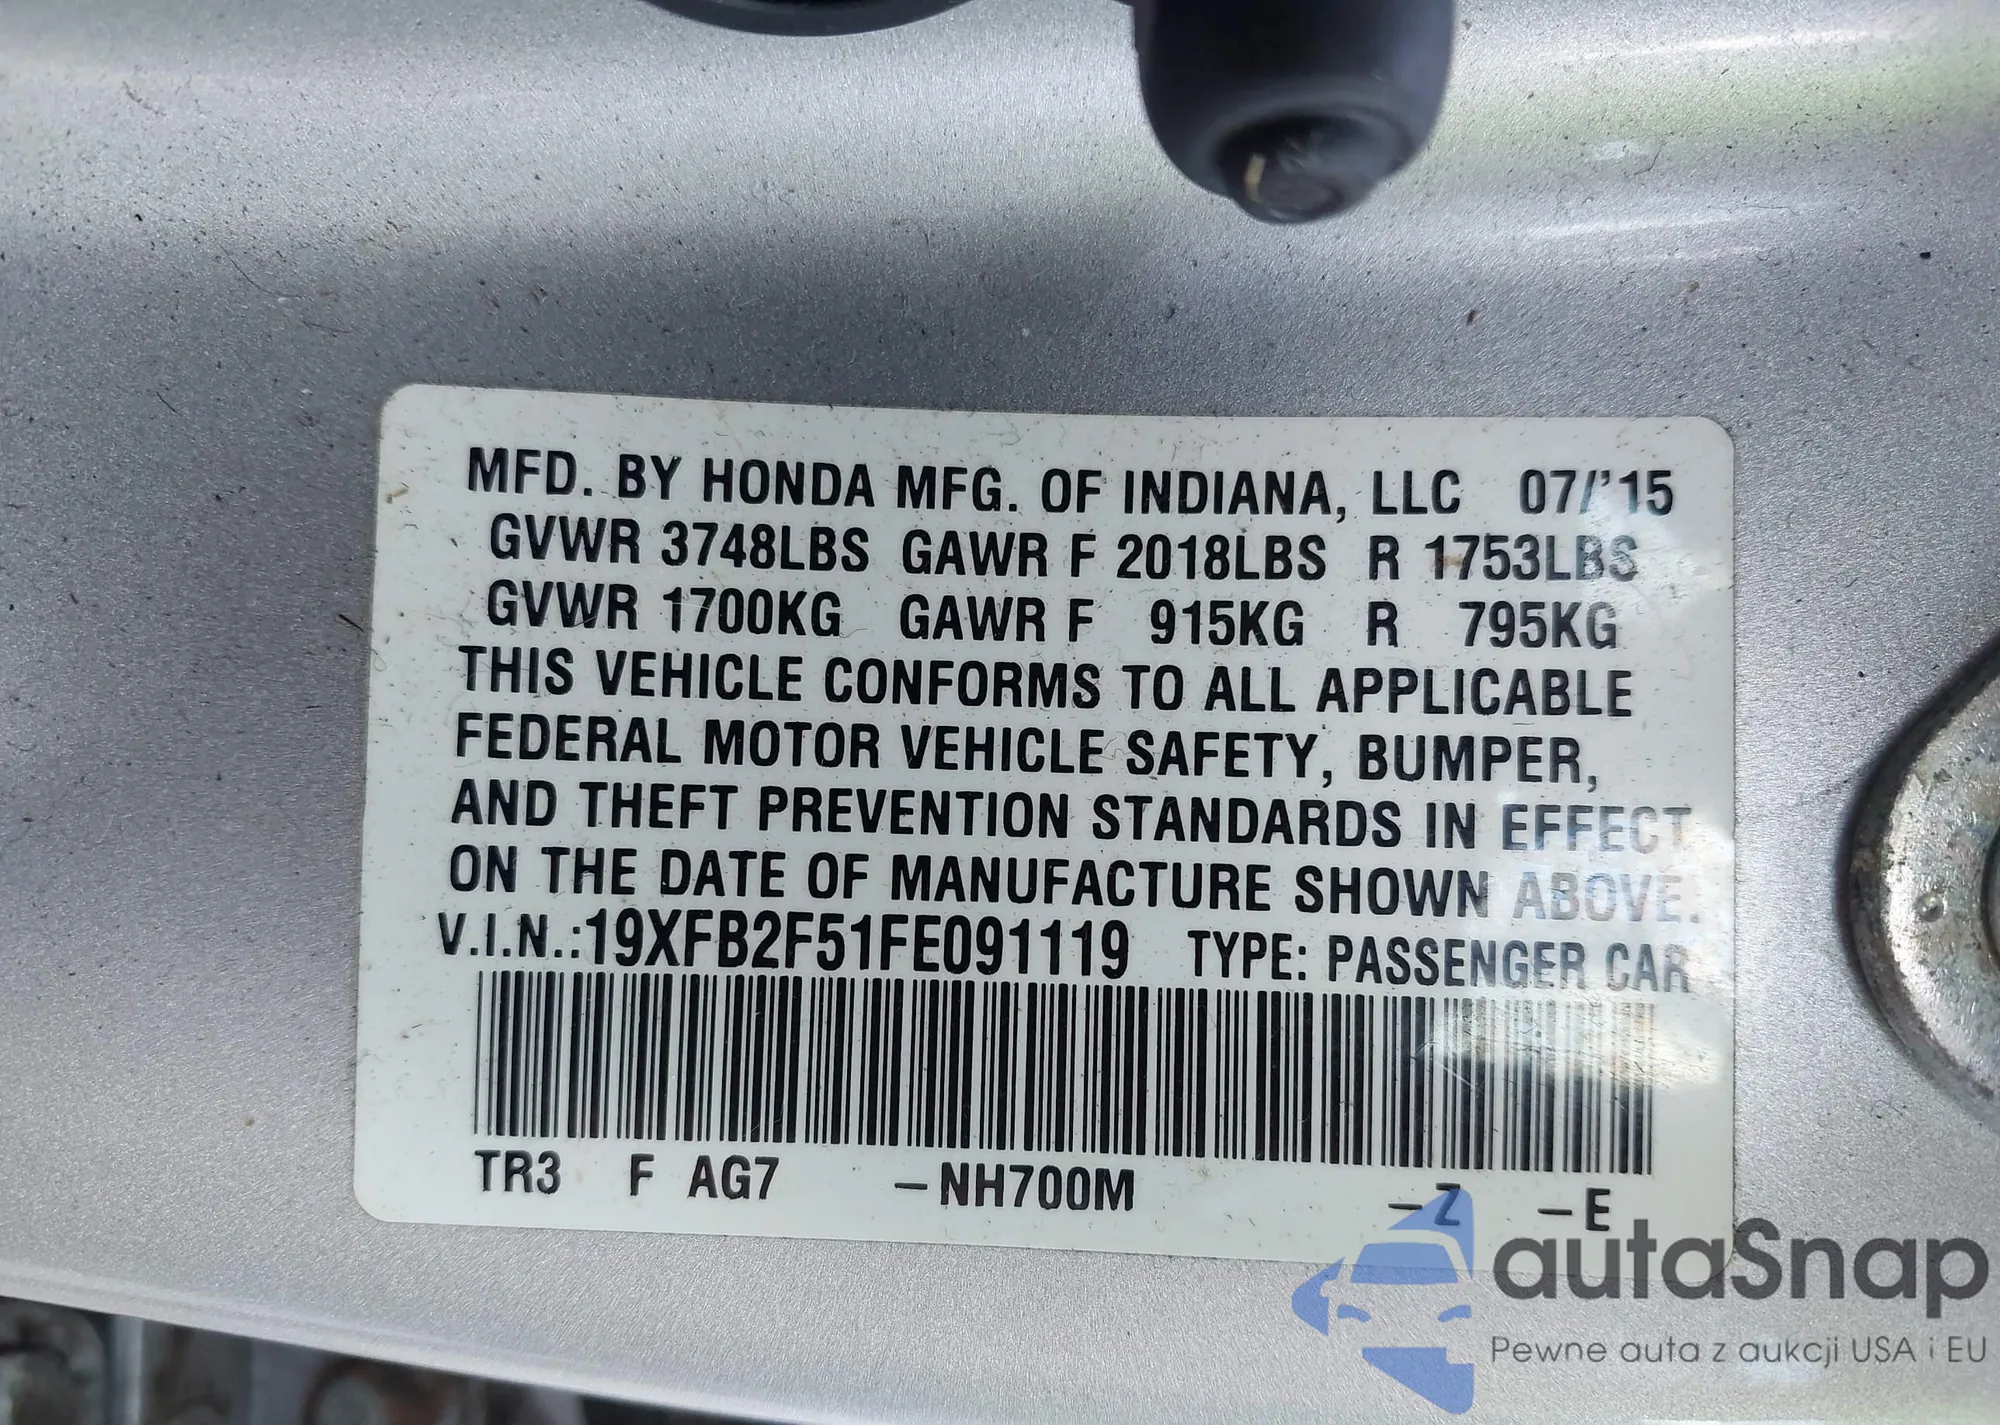 MFD. BY HONDA MFG. OF INDIANA, LLC 07/'15
GVWR 3748LBS GAWR F 2018LBS R 1753LBS
GVWR 1700KG GAWR F 915KG R 795KG
THIS VEHICLE CONFORMS TO ALL APPLICABLE
FEDERAL MOTOR VEHICLE SAFETY, BUMPER,
AND THEFT PREVENTION STANDARDS IN EFFECT
ON THE DATE OF MANUFACTURE SHOWN ABOVE.
V.I.N.:19XFB2F51FE091119 TYPE: PASSENGER CAR
TR3 F AG7 –NH700M –Z –E
autaSnap
Pewne auta z aukcji USA i EU